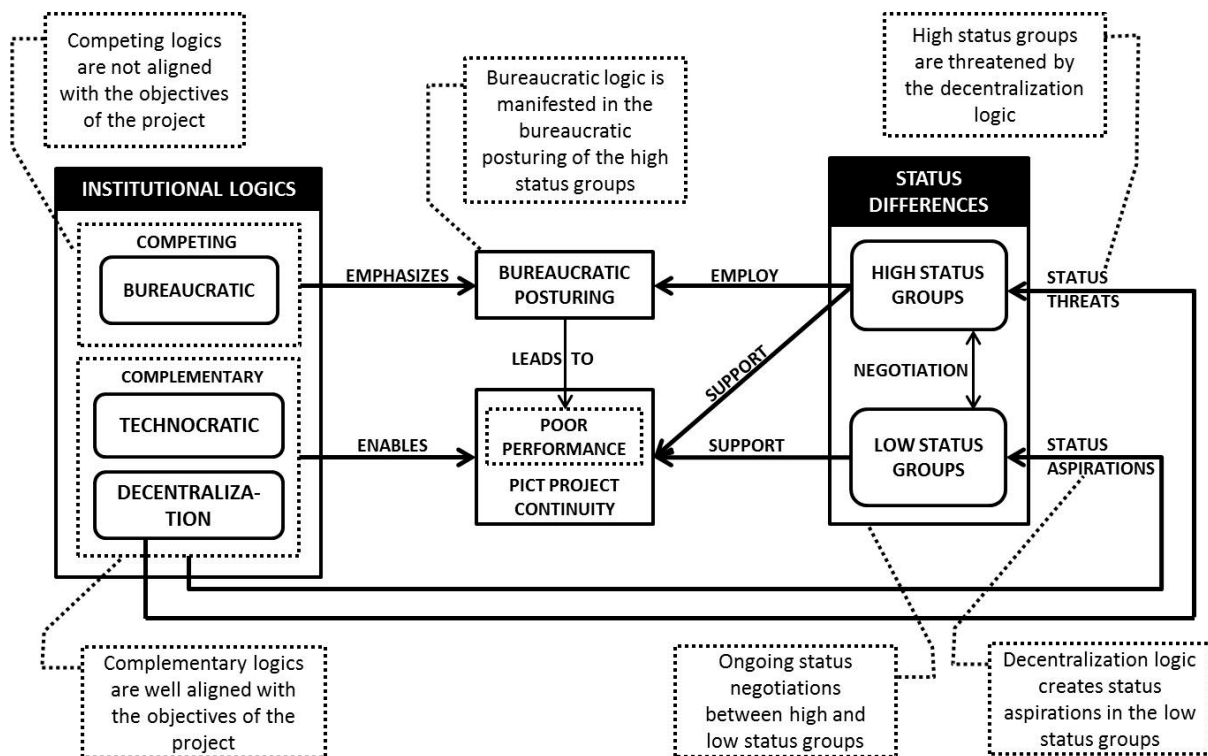 Competing logics
are not aligned
with the objectives
of the project
Bureaucratic logic is
manifested in the
bureaucratic
posturing of the high
status groups
High status groups
are threatened by
the decentralization
logic
INSTITUTIONAL LOGICS
COMPETING
BUREAUCRATIC
COMPLEMENTARY
TECHNOCRATIC
DECENTRALIZA-
TION
EMPHASIZES
ENABLES
BUREAUCRATIC
POSTURING
LEADS TO
POOR
PERFORMANCE
PICT PROJECT
CONTINUITY
EMPLOY
SUPPORT
SUPPORT
STATUS
DIFFERENCES
HIGH STATUS
GROUPS
NEGOTIATION
LOW STATUS
GROUPS
STATUS
THREATS
STATUS
ASPIRATIONS
Complementary logics
are well aligned with
the objectives of the
project
Ongoing status
negotiations
between high and
low status groups
Decentralization logic
creates status
aspirations in the low
status groups